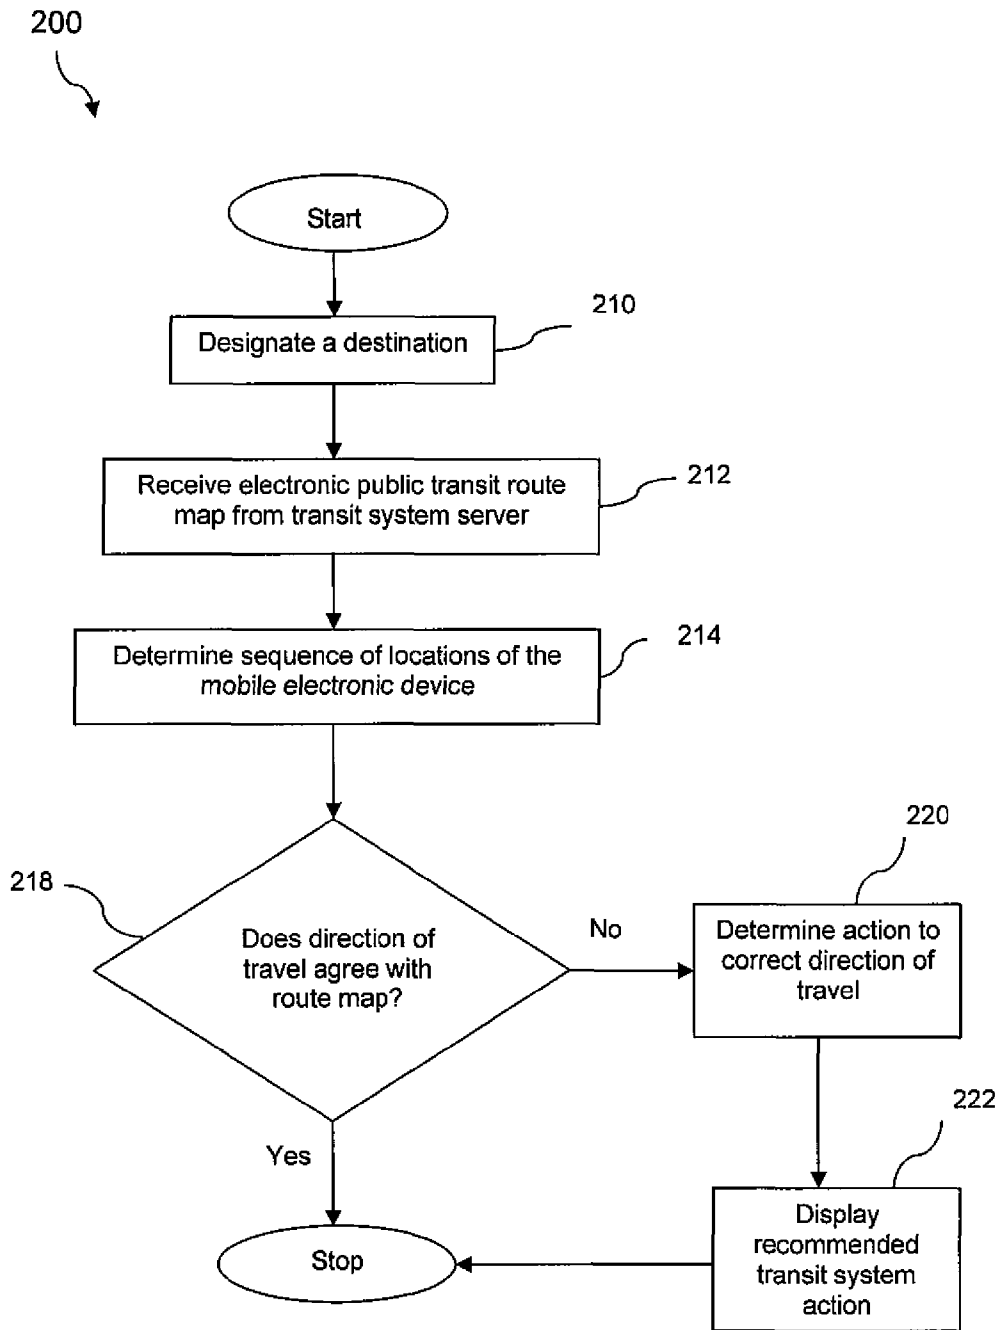 200
Start
210
Designate a destination
212
Receive electronic public transit route
map from transit system server
214
Determine sequence of locations of the
mobile electronic device
218
Does direction of
travel agree with
route map?
No
220
Determine action to
correct direction of
travel
Yes
222
Display
recommended
transit system
action
Stop